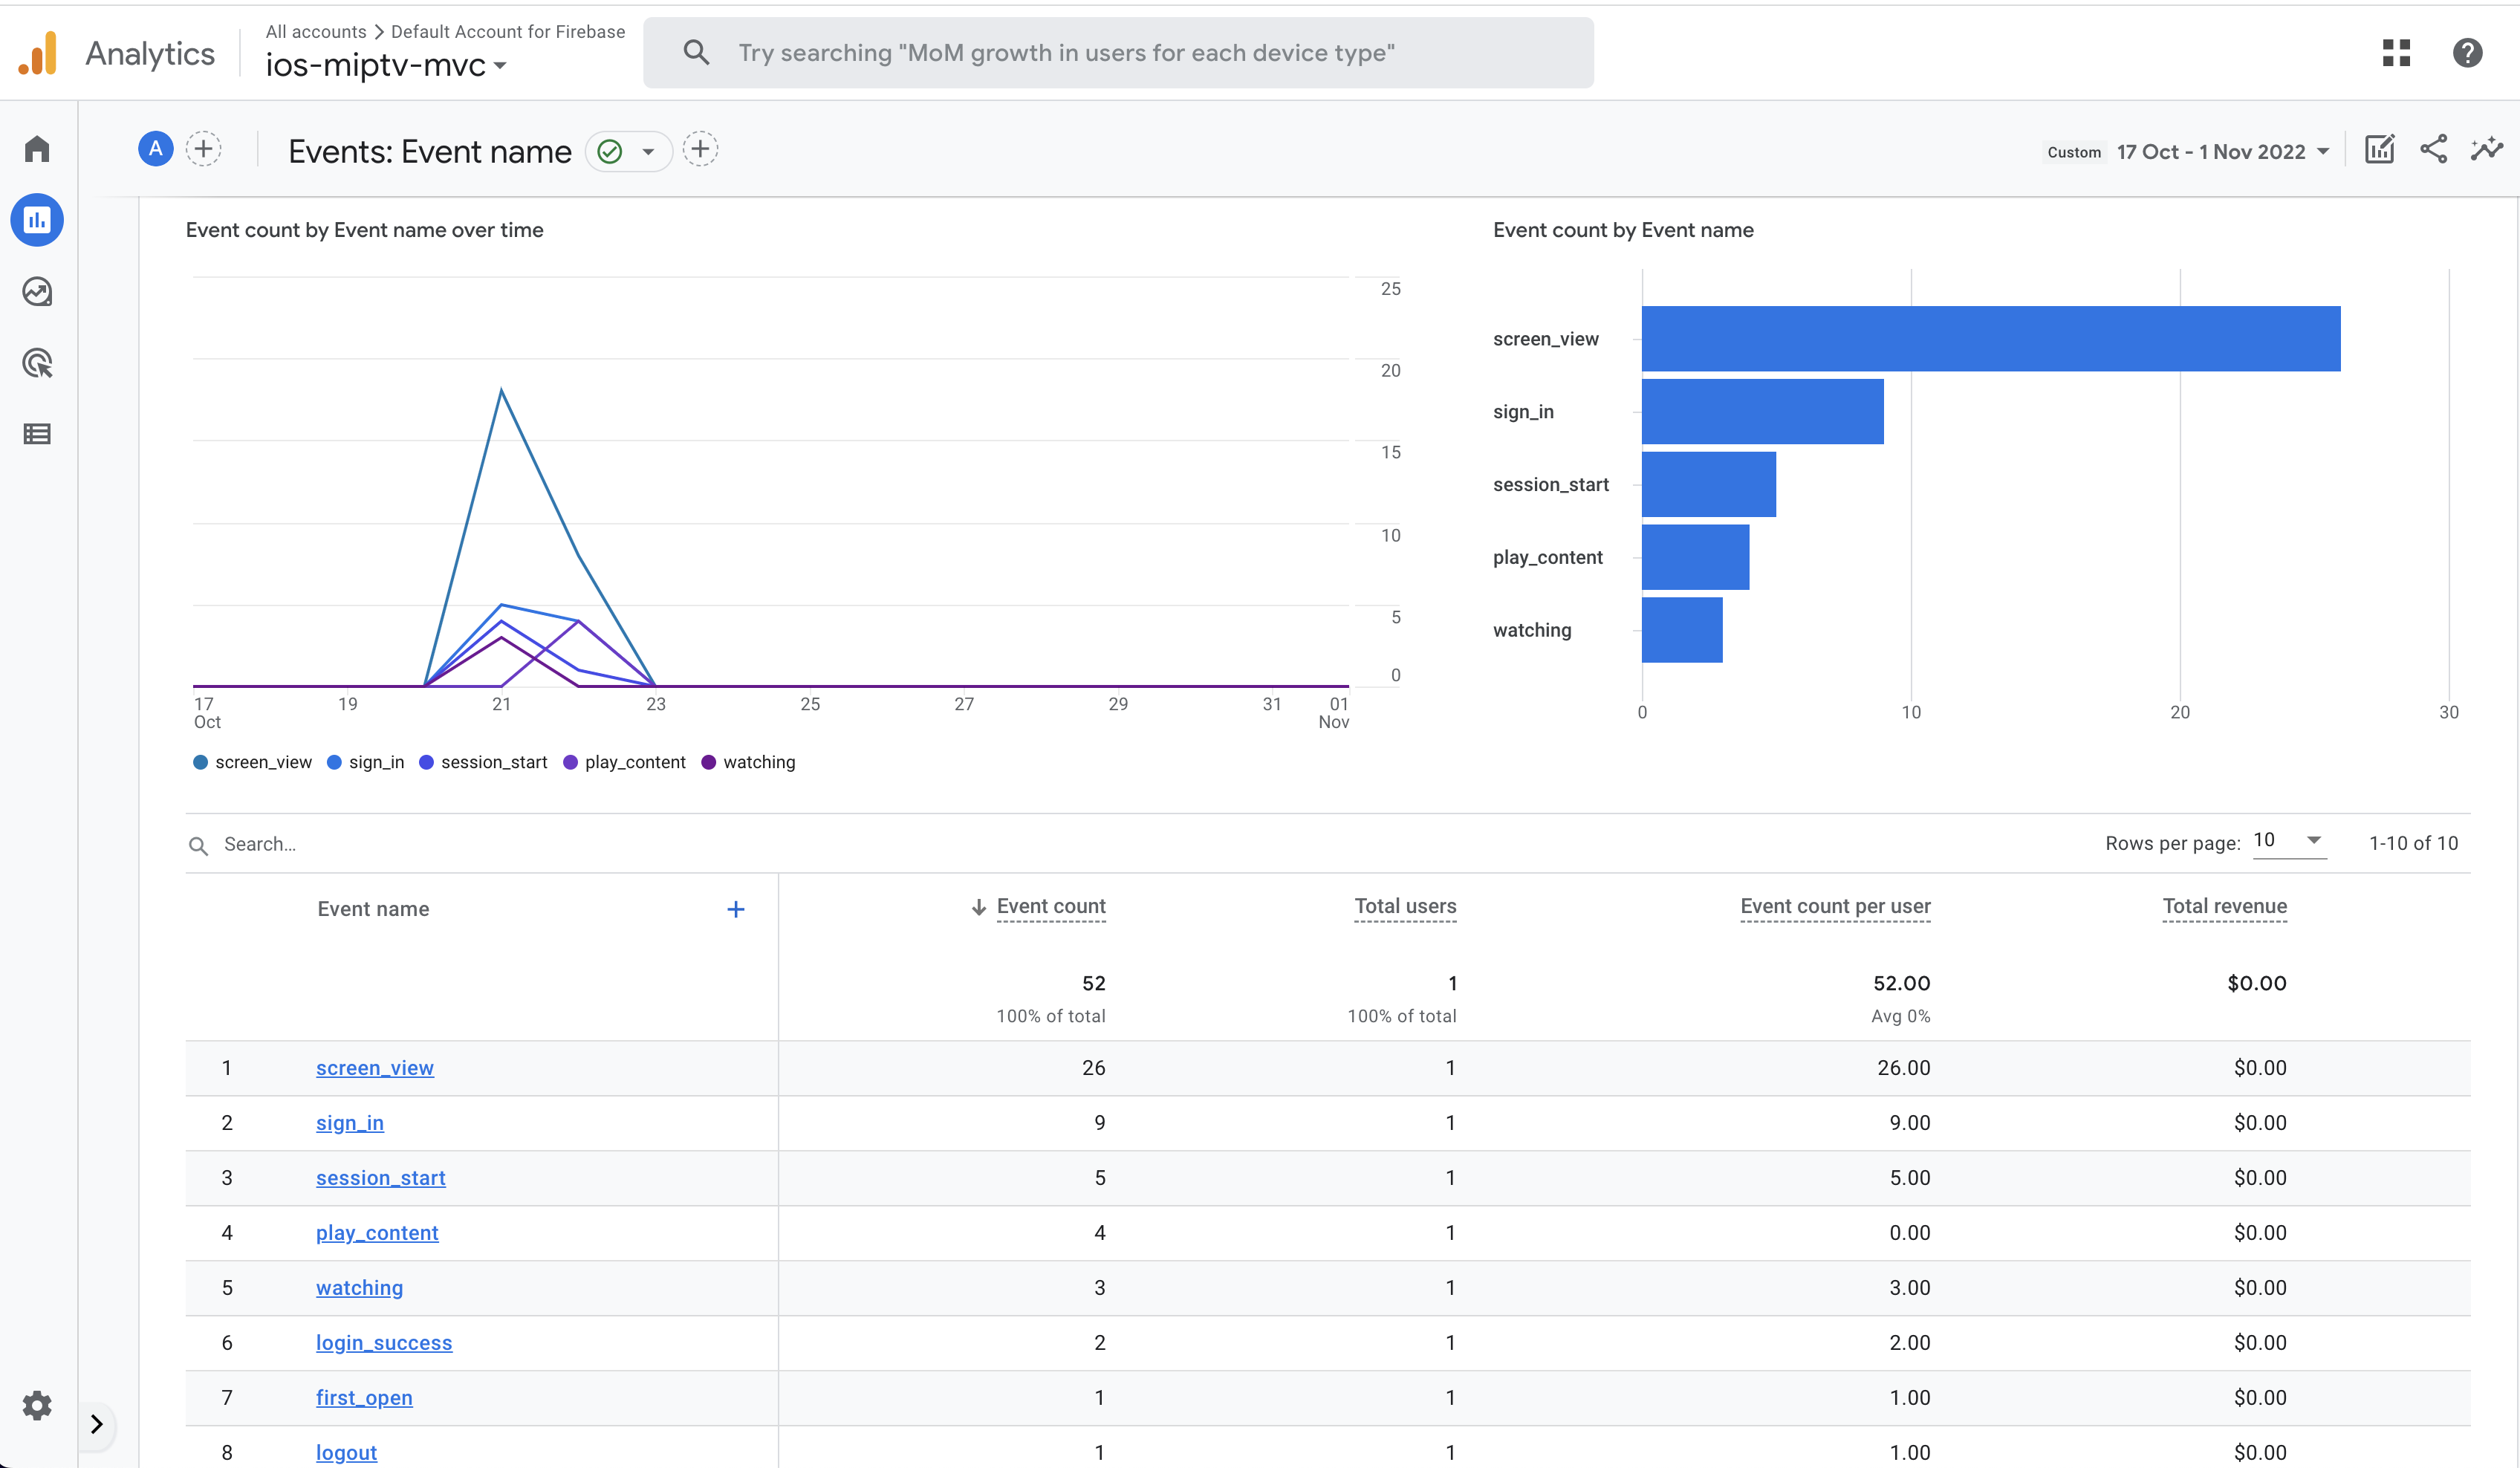 Analytics
All accounts > Default Account for Firebase
ios-miptv-mvc
Try searching "MoM growth in users for each device type"
A
Events: Event name
Custom 17 Oct - 1 Nov 2022
Event count by Event name over time
25
20
15
10
5
0
17 Oct 19 21 23 25 27 29 31 01 Nov
screen_view sign_in session_start play_content watching
Event count by Event name
screen_view
sign_in
session_start
play_content
watching
0 10 20 30
Search...
Rows per page: 10 1-10 of 10
Event name + Event count Total users Event count per user Total revenue
52 1 52.00 $0.00
100% of total 100% of total Avg 0%
1 screen_view 26 1 26.00 $0.00
2 sign_in 9 1 9.00 $0.00
3 session_start 5 1 5.00 $0.00
4 play_content 4 1 0.00 $0.00
5 watching 3 1 3.00 $0.00
6 login_success 2 1 2.00 $0.00
7 first_open 1 1 1.00 $0.00
8 logout 1 1 1.00 $0.00